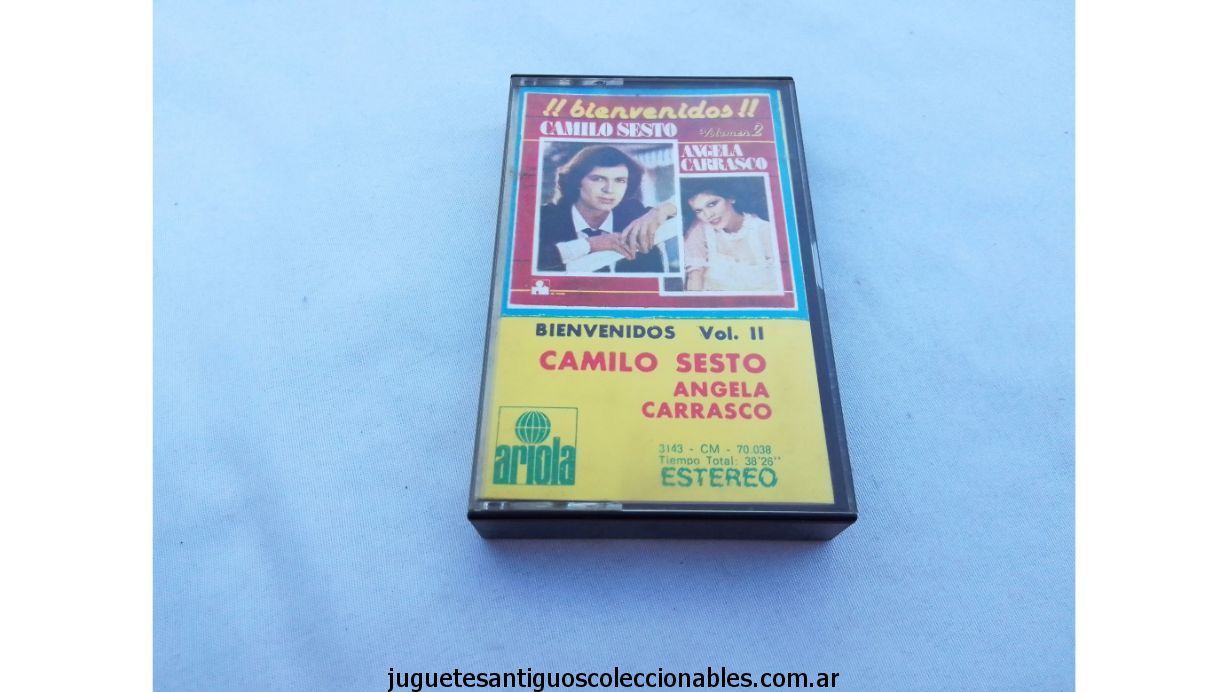 !! bienvenidos !!
CAMILO SESTO
Volumen 2
ANGELA
CARRASCO
BIENVENIDOS Vol. II
CAMILO SESTO
ANGELA
CARRASCO
ariola
3143 - CM - 70.038
Tiempo Total: 38'26''
ESTEREO
juguetesantiguoscoleccionables.com.ar